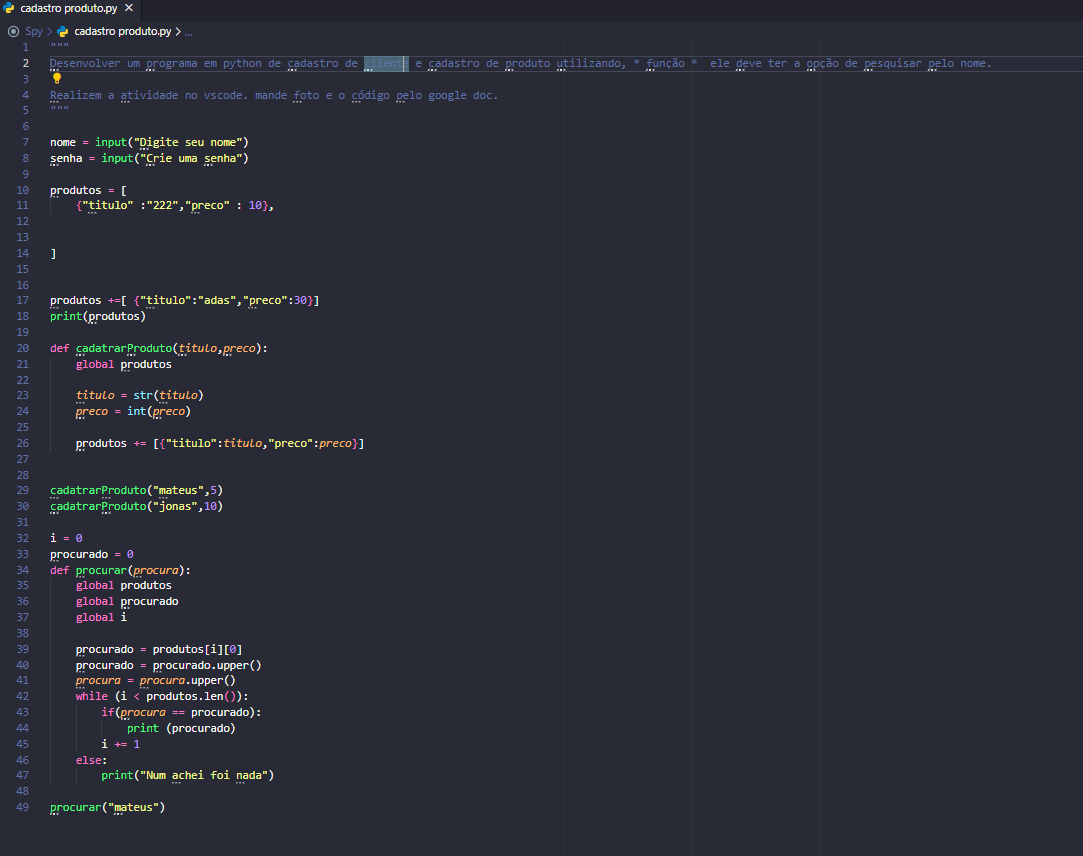 cadastro produto.py ×
Spy > cadastro produto.py > ...
1 """
2 Desenvolver um programa em python de cadastro de cliente e cadastro de produto utilizando, * função * ele deve ter a opção de pesquisar pelo nome.
3
4 Realizem a atividade no vscode. mande foto e o código pelo google doc.
5 """
6
7 nome = input("Digite seu nome")
8 senha = input("Crie uma senha")
9
10 produtos = [
11     {"titulo" :"222","preco" : 10},
12
13
14 ]
15
16
17 produtos +=[ {"titulo":"adas","preco":30}]
18 print(produtos)
19
20 def cadatrarProduto(titulo,preco):
21     global produtos
22
23     titulo = str(titulo)
24     preco = int(preco)
25
26     produtos += [{"titulo":titulo,"preco":preco}]
27
28
29 cadatrarProduto("mateus",5)
30 cadatrarProduto("jonas",10)
31
32 i = 0
33 procurado = 0
34 def procurar(procura):
35     global produtos
36     global procurado
37     global i
38
39     procurado = produtos[i][0]
40     procurado = procurado.upper()
41     procura = procura.upper()
42     while (i < produtos.len()):
43         if(procura == procurado):
44             print (procurado)
45         i += 1
46     else:
47         print("Num achei foi nada")
48
49 procurar("mateus")